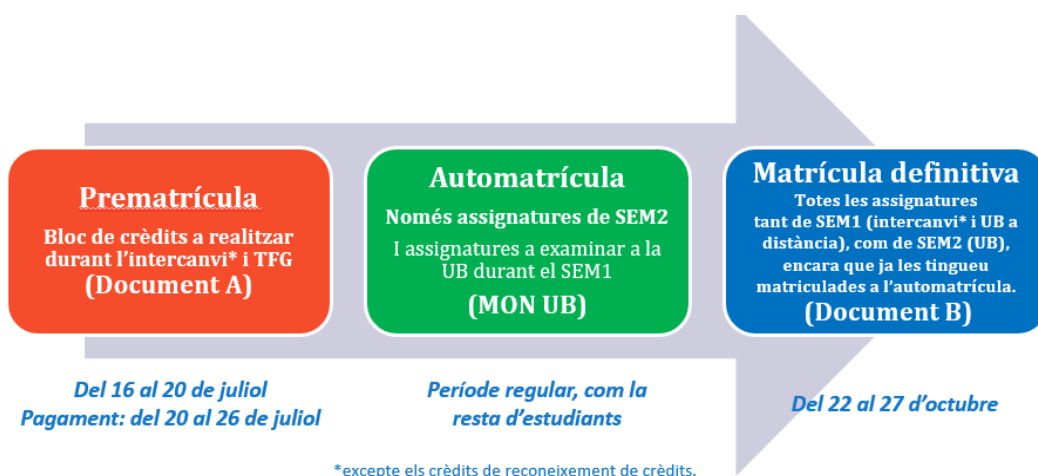 Prematrícula
Bloc de crèdits a realitzar
durant l'intercanvi* i TFG
(Document A)
Automatrícula
Només assignatures de SEM2
I assignatures a examinar a la
UB durant el SEM1
(MON UB)
Matrícula definitiva
Totes les assignatures
tant de SEM1 (intercanvi* i UB a
distància), com de SEM2 (UB),
encara que ja les tingueu
matriculades a l'automatrícula.
(Document B)
Del 16 al 20 de juliol
Pagament: del 20 al 26 de juliol
Període regular, com la
resta d'estudiants
Del 22 al 27 d'octubre
*excepte els crèdits de reconeixement de crèdits.